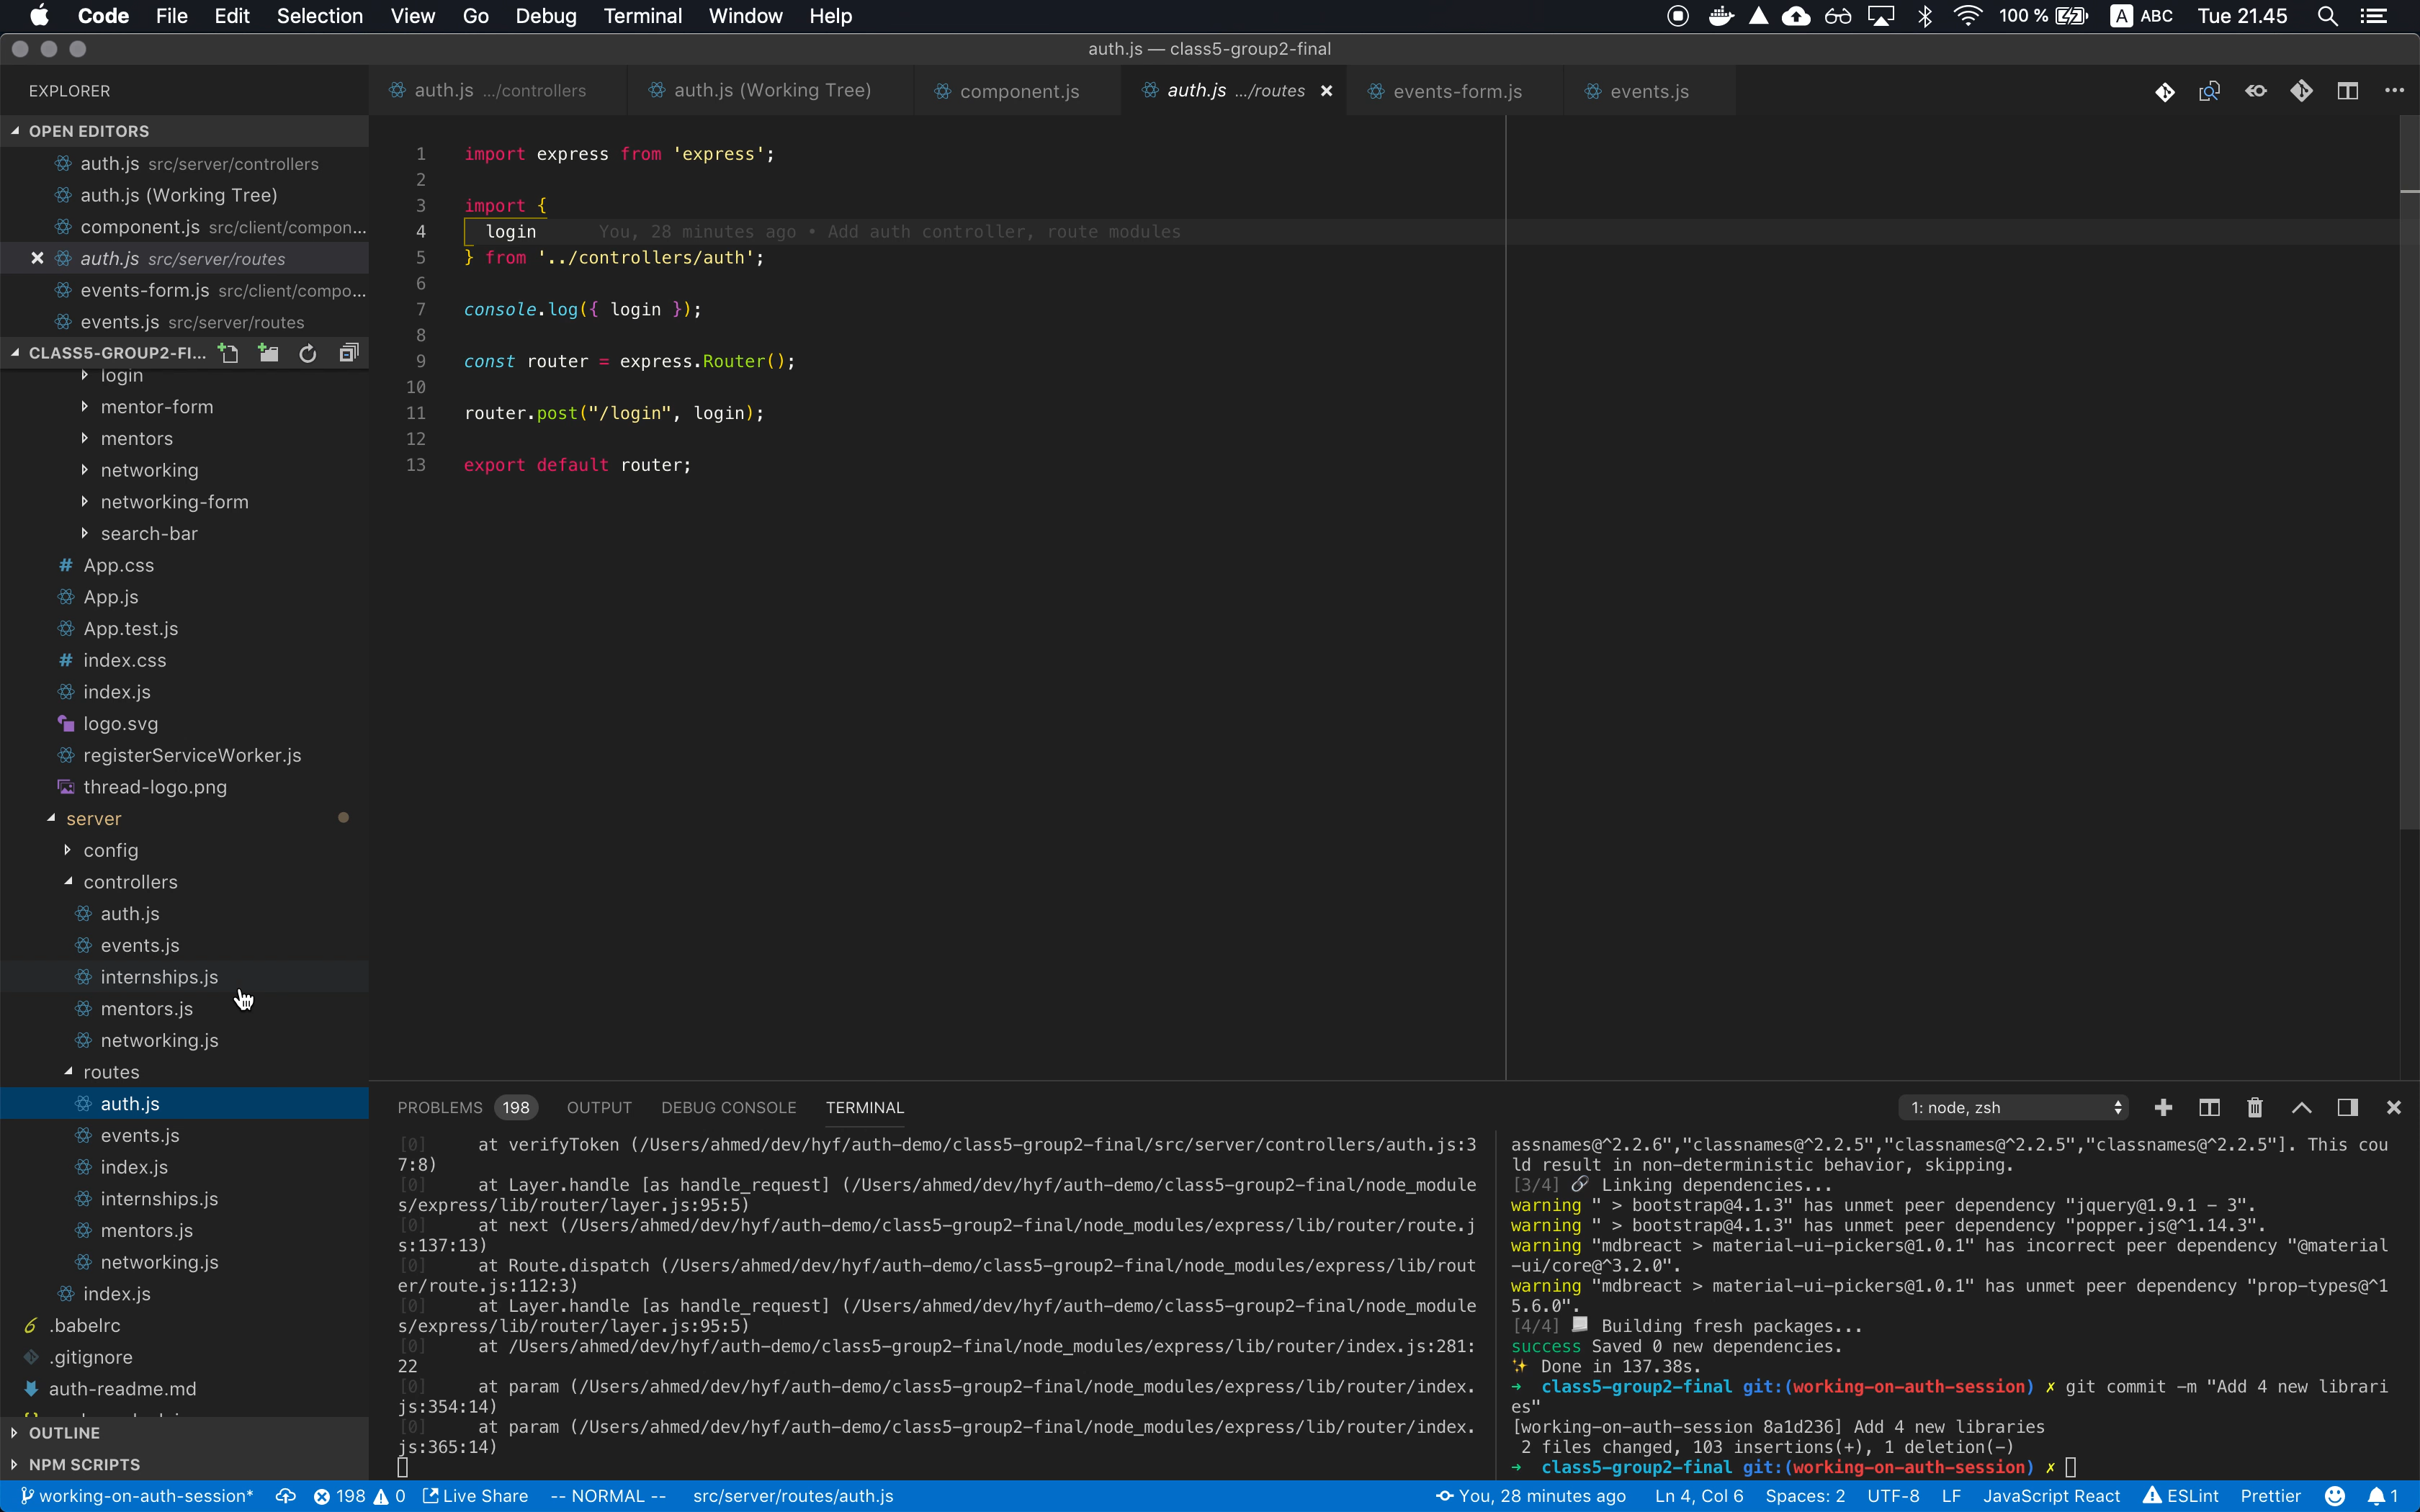 Code File Edit Selection View Go Debug Terminal Window Help 100 % A ABC Tue 21.45
auth.js — class5-group2-final
EXPLORER
OPEN EDITORS
auth.js src/server/controllers
auth.js (Working Tree)
component.js src/client/compon...
auth.js src/server/routes
events-form.js src/client/compo...
events.js src/server/routes
CLASS5-GROUP2-FI...
login
mentor-form
mentors
networking
networking-form
search-bar
App.css
App.js
App.test.js
index.css
index.js
logo.svg
registerServiceWorker.js
thread-logo.png
server
config
controllers
auth.js
events.js
internships.js
mentors.js
networking.js
routes
auth.js
events.js
index.js
internships.js
mentors.js
networking.js
index.js
.babelrc
.gitignore
auth-readme.md
OUTLINE
NPM SCRIPTS
auth.js .../controllers auth.js (Working Tree) component.js auth.js .../routes events-form.js events.js
1 import express from 'express';
2
3 import {
4 login You, 28 minutes ago • Add auth controller, route modules
5 } from '../controllers/auth';
6
7 console.log({ login });
8
9 const router = express.Router();
10
11 router.post("/login", login);
12
13 export default router;
PROBLEMS 198 OUTPUT DEBUG CONSOLE TERMINAL 1: node, zsh
[0] at verifyToken (/Users/ahmed/dev/hyf/auth-demo/class5-group2-final/src/server/controllers/auth.js:3
7:8)
[0] at Layer.handle [as handle_request] (/Users/ahmed/dev/hyf/auth-demo/class5-group2-final/node_module
s/express/lib/router/layer.js:95:5)
[0] at next (/Users/ahmed/dev/hyf/auth-demo/class5-group2-final/node_modules/express/lib/router/route.j
s:137:13)
[0] at Route.dispatch (/Users/ahmed/dev/hyf/auth-demo/class5-group2-final/node_modules/express/lib/rout
er/route.js:112:3)
[0] at Layer.handle [as handle_request] (/Users/ahmed/dev/hyf/auth-demo/class5-group2-final/node_module
s/express/lib/router/layer.js:95:5)
[0] at /Users/ahmed/dev/hyf/auth-demo/class5-group2-final/node_modules/express/lib/router/index.js:281:
22
[0] at param (/Users/ahmed/dev/hyf/auth-demo/class5-group2-final/node_modules/express/lib/router/index.
js:354:14)
[0] at param (/Users/ahmed/dev/hyf/auth-demo/class5-group2-final/node_modules/express/lib/router/index.
js:365:14)
assnames@^2.2.6","classnames@^2.2.5","classnames@^2.2.5","classnames@^2.2.5"]. This cou
ld result in non-deterministic behavior, skipping.
[3/4] 🔗 Linking dependencies...
warning " > bootstrap@4.1.3" has unmet peer dependency "jquery@1.9.1 - 3".
warning " > bootstrap@4.1.3" has unmet peer dependency "popper.js@^1.14.3".
warning "mdbreact > material-ui-pickers@1.0.1" has incorrect peer dependency "@material
-ui/core@^3.2.0".
warning "mdbreact > material-ui-pickers@1.0.1" has unmet peer dependency "prop-types@^1
5.6.0".
[4/4] 📃 Building fresh packages...
success Saved 0 new dependencies.
✨ Done in 137.38s.
→ class5-group2-final git:(working-on-auth-session) ✗ git commit -m "Add 4 new librari
es"
[working-on-auth-session 8a1d236] Add 4 new libraries
2 files changed, 103 insertions(+), 1 deletion(-)
→ class5-group2-final git:(working-on-auth-session) ✗
working-on-auth-session* 198 0 Live Share -- NORMAL -- src/server/routes/auth.js You, 28 minutes ago Ln 4, Col 6 Spaces: 2 UTF-8 LF JavaScript React ESLint Prettier 1